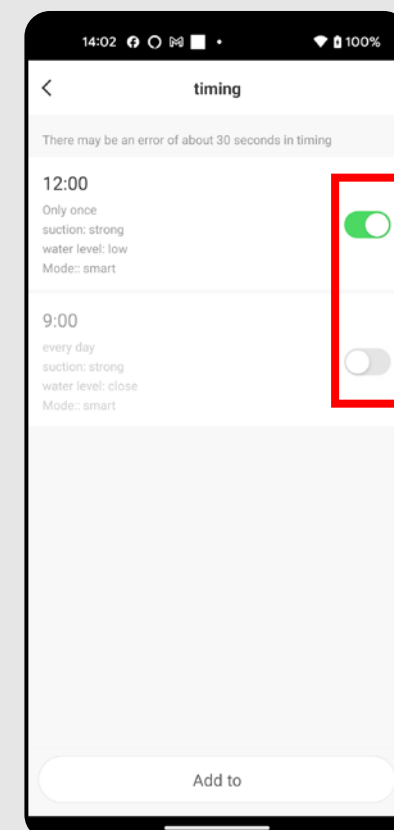 14:02 100%
timing
There may be an error of about 30 seconds in timing
12:00
Only once
suction: strong
water level: low
Mode:: smart
9:00
every day
suction: strong
water level: close
Mode:: smart
Add to